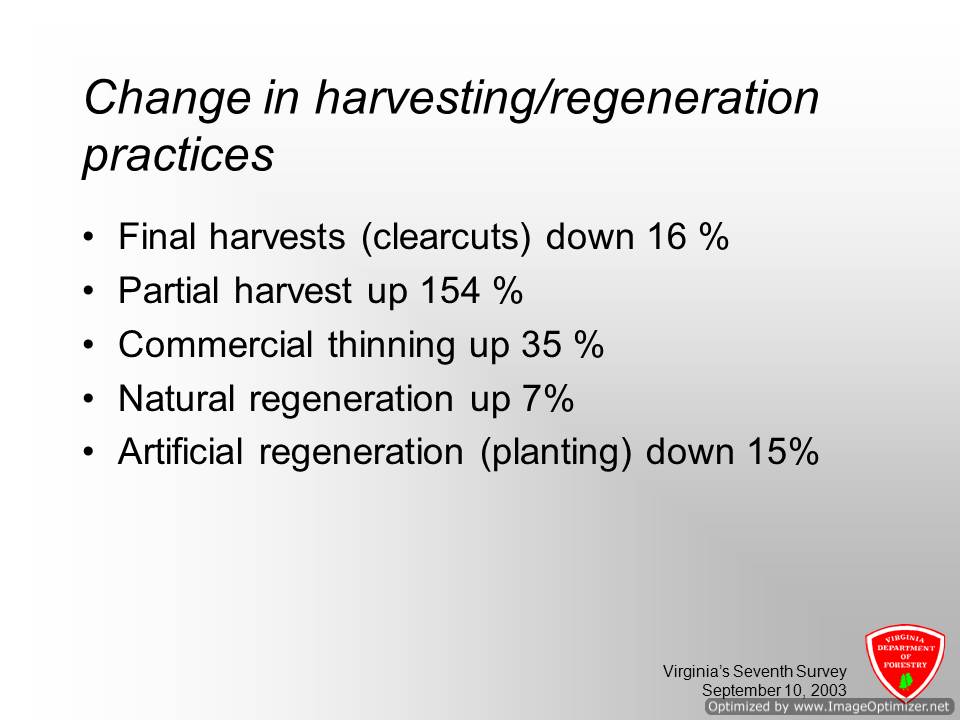 Change in harvesting/regeneration
practices
• Final harvests (clearcuts) down 16 %
• Partial harvest up 154 %
• Commercial thinning up 35 %
• Natural regeneration up 7%
• Artificial regeneration (planting) down 15%
Virginia’s Seventh Survey
September 10, 2003
VIRGINIA
DEPARTMENT
OF
FORESTRY
Optimized by www.ImageOptimizer.net